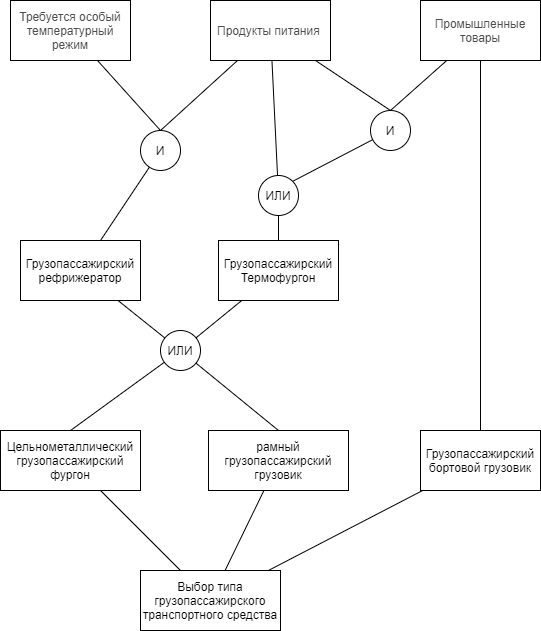 Требуется особый
температурный
режим
Продукты питания
Промышленные
товары
И
И
ИЛИ
Грузопассажирский
рефрижератор
Грузопассажирский
Термофургон
ИЛИ
Цельнометаллический
грузопассажирский
фургон
рамный
грузопассажирский
грузовик
Грузопассажирский
бортовой грузовик
Выбор типа
грузопассажирского
транспортного средства